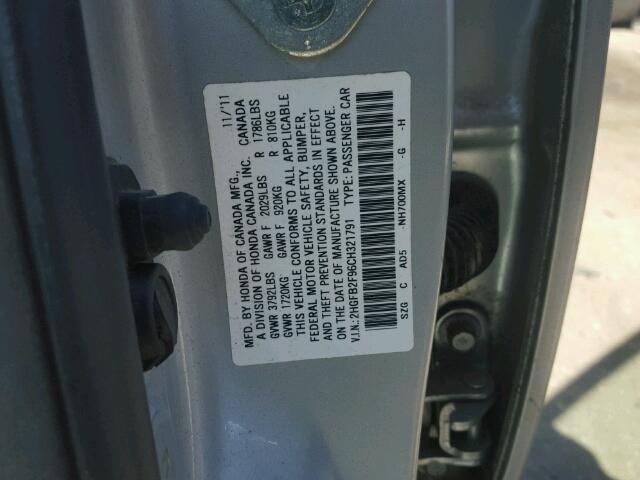 MFD. BY HONDA OF CANADA MFG., 11/11
A DIVISION OF HONDA CANADA INC. CANADA
GVWR 3792LBS GAWR F 2029LBS R 1786LBS
GVWR 1720KG GAWR F 920KG R 810KG
THIS VEHICLE CONFORMS TO ALL APPLICABLE
FEDERAL MOTOR VEHICLE SAFETY, BUMPER,
AND THEFT PREVENTION STANDARDS IN EFFECT
ON THE DATE OF MANUFACTURE SHOWN ABOVE.
V.I.N.: 2HGFB2F96CH321791 TYPE: PASSENGER CAR
SZG C AD5 -NH700MX -G -H